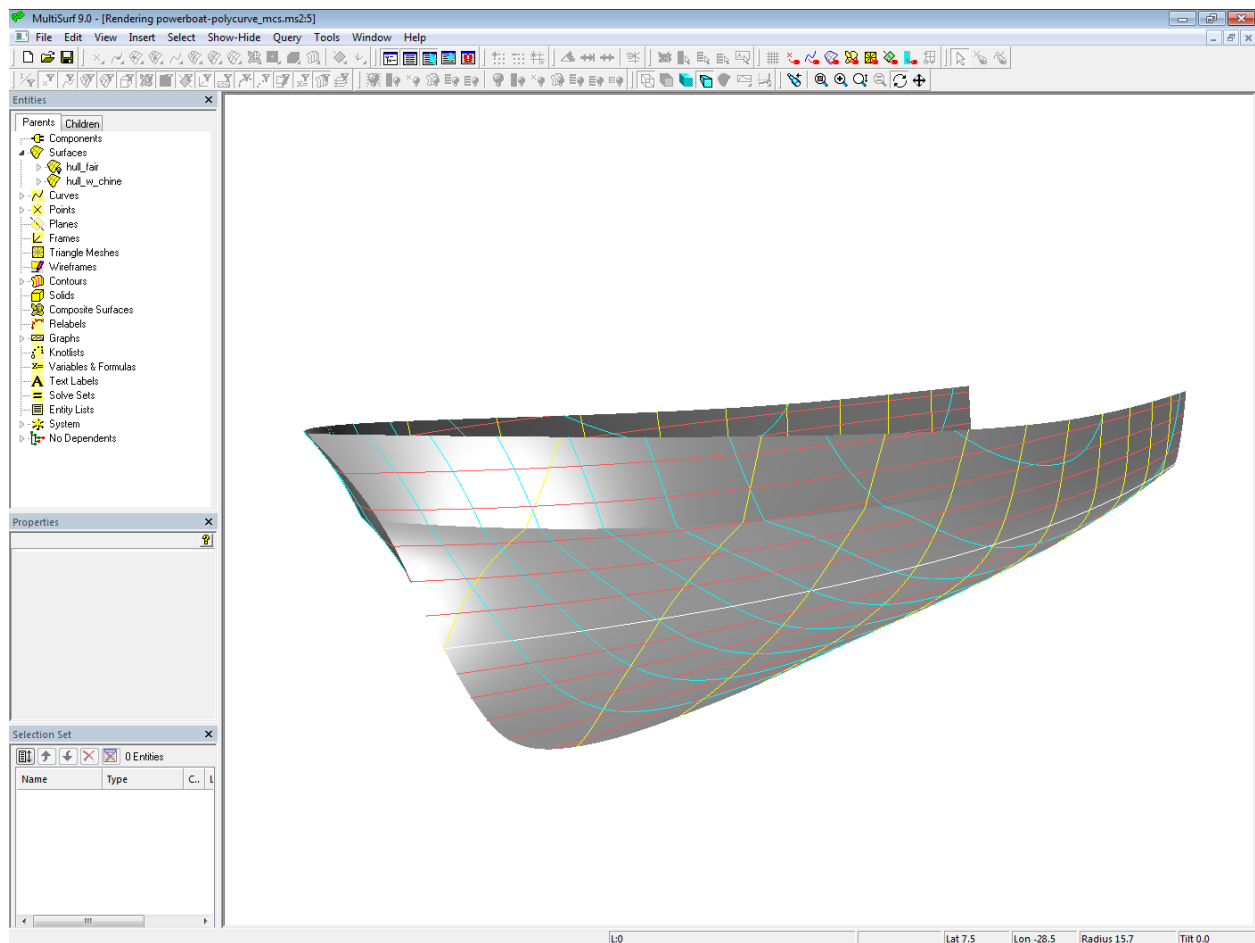 MultiSurf 9.0 - [Rendering powerboat-polycurve_mcs.ms2:5]
File Edit View Insert Select Show-Hide Query Tools Window Help
Entities
Parents Children
Components
Surfaces
hull_fair
hull_w_chine
Curves
Points
Planes
Frames
Triangle Meshes
Wireframes
Contours
Solids
Composite Surfaces
Relabels
Graphs
Knotlists
Variables & Formulas
Text Labels
Solve Sets
Entity Lists
System
No Dependents
Properties
Selection Set
0 Entities
Name Type C.. L
L:0 Lat 7.5 Lon -28.5 Radius 15.7 Tilt 0.0